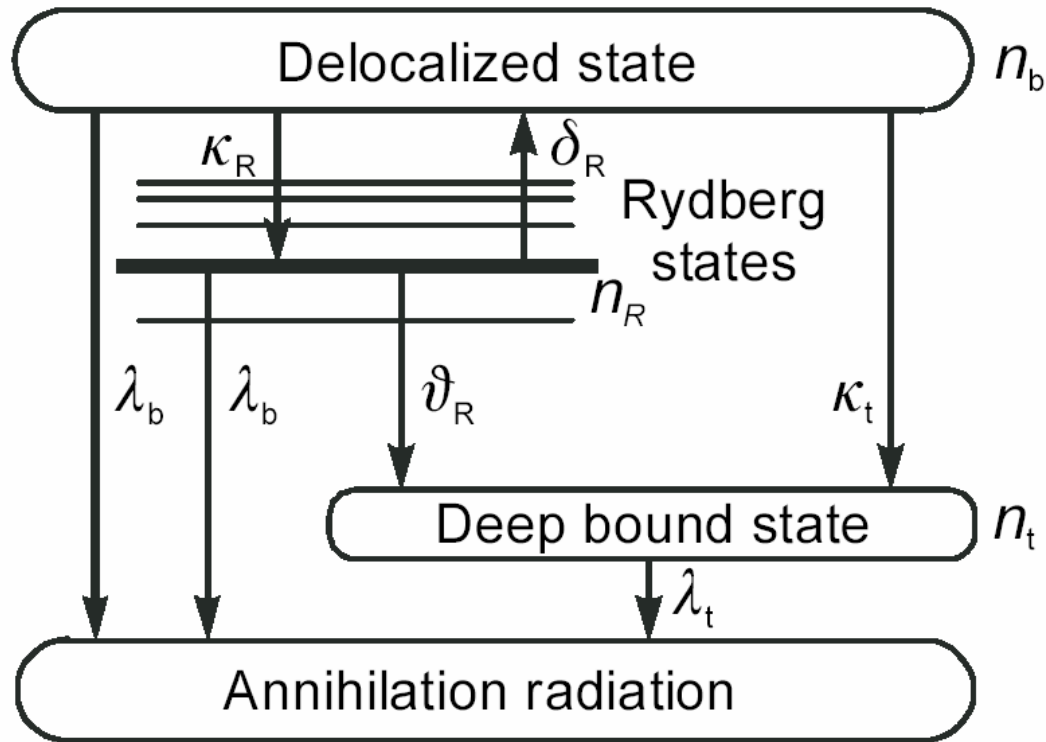 Delocalized state
n_b
κ_R
δ_R
Rydberg
states
n_R
λ_b
λ_b
ϑ_R
κ_t
Deep bound state
n_t
λ_t
Annihilation radiation